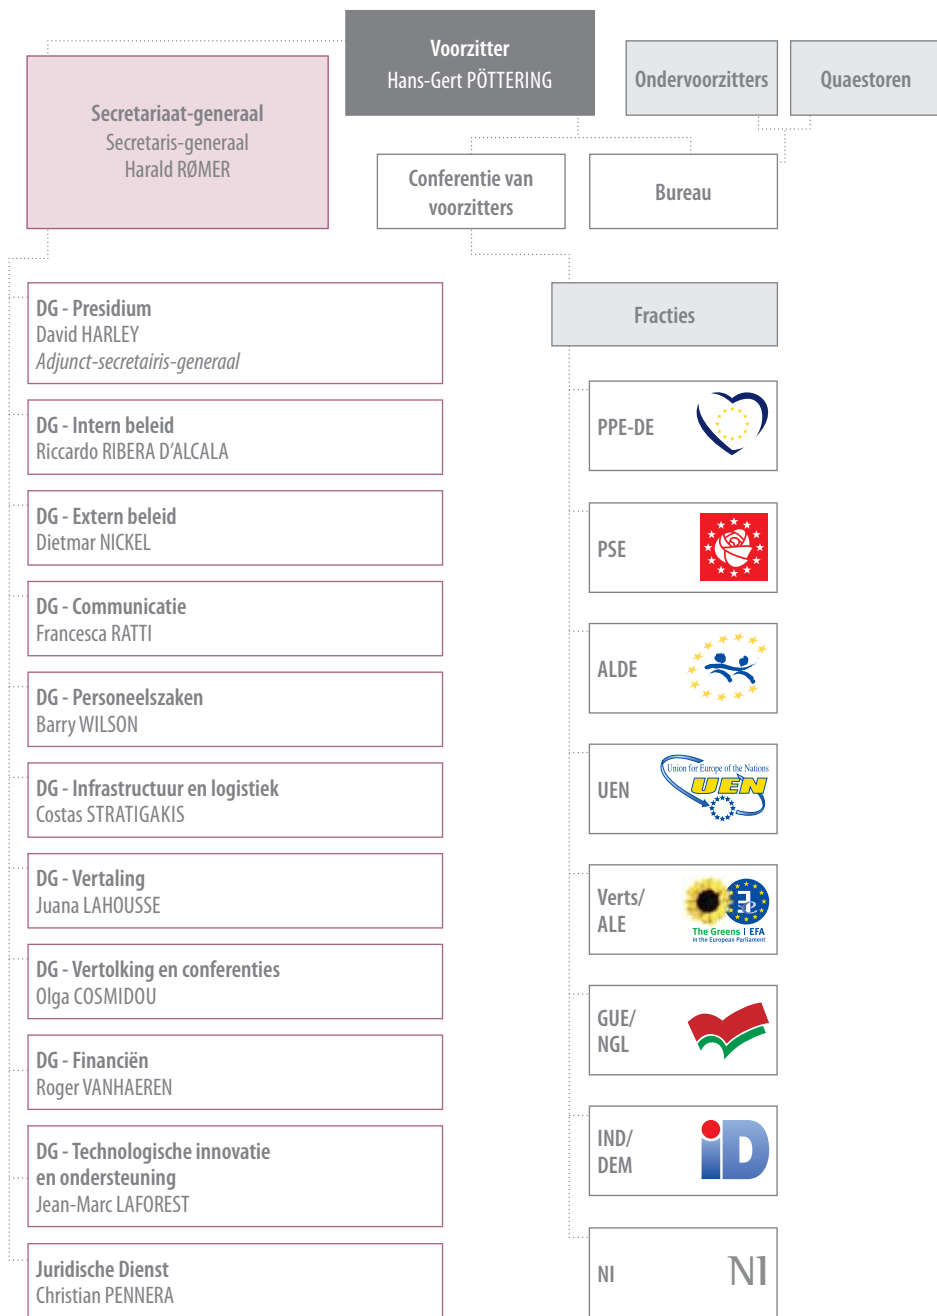 Voorzitter
Hans-Gert PÖTTERING
Ondervoorzitters
Quaestoren
Secretariaat-generaal
Secretaris-generaal
Harald RØMER
Conferentie van
voorzitters
Bureau
DG - Presidium
David HARLEY
Adjunct-secretairis-generaal
DG - Intern beleid
Riccardo RIBERA D'ALCALA
DG - Extern beleid
Dietmar NICKEL
DG - Communicatie
Francesca RATTI
DG - Personeelszaken
Barry WILSON
DG - Infrastructuur en logistiek
Costas STRATIGAKIS
DG - Vertaling
Juana LAHOUSSE
DG - Vertolking en conferenties
Olga COSMIDOU
DG - Financiën
Roger VANHAEREN
DG - Technologische innovatie
en ondersteuning
Jean-Marc LAFOREST
Juridische Dienst
Christian PENNERA
Fracties
PPE-DE
PSE
ALDE
UEN
Union for Europe of the Nations
UEN
Verts/
ALE
The Greens | EFA
in the European Parliament
GUE/
NGL
IND/
DEM
iD
NI
NI